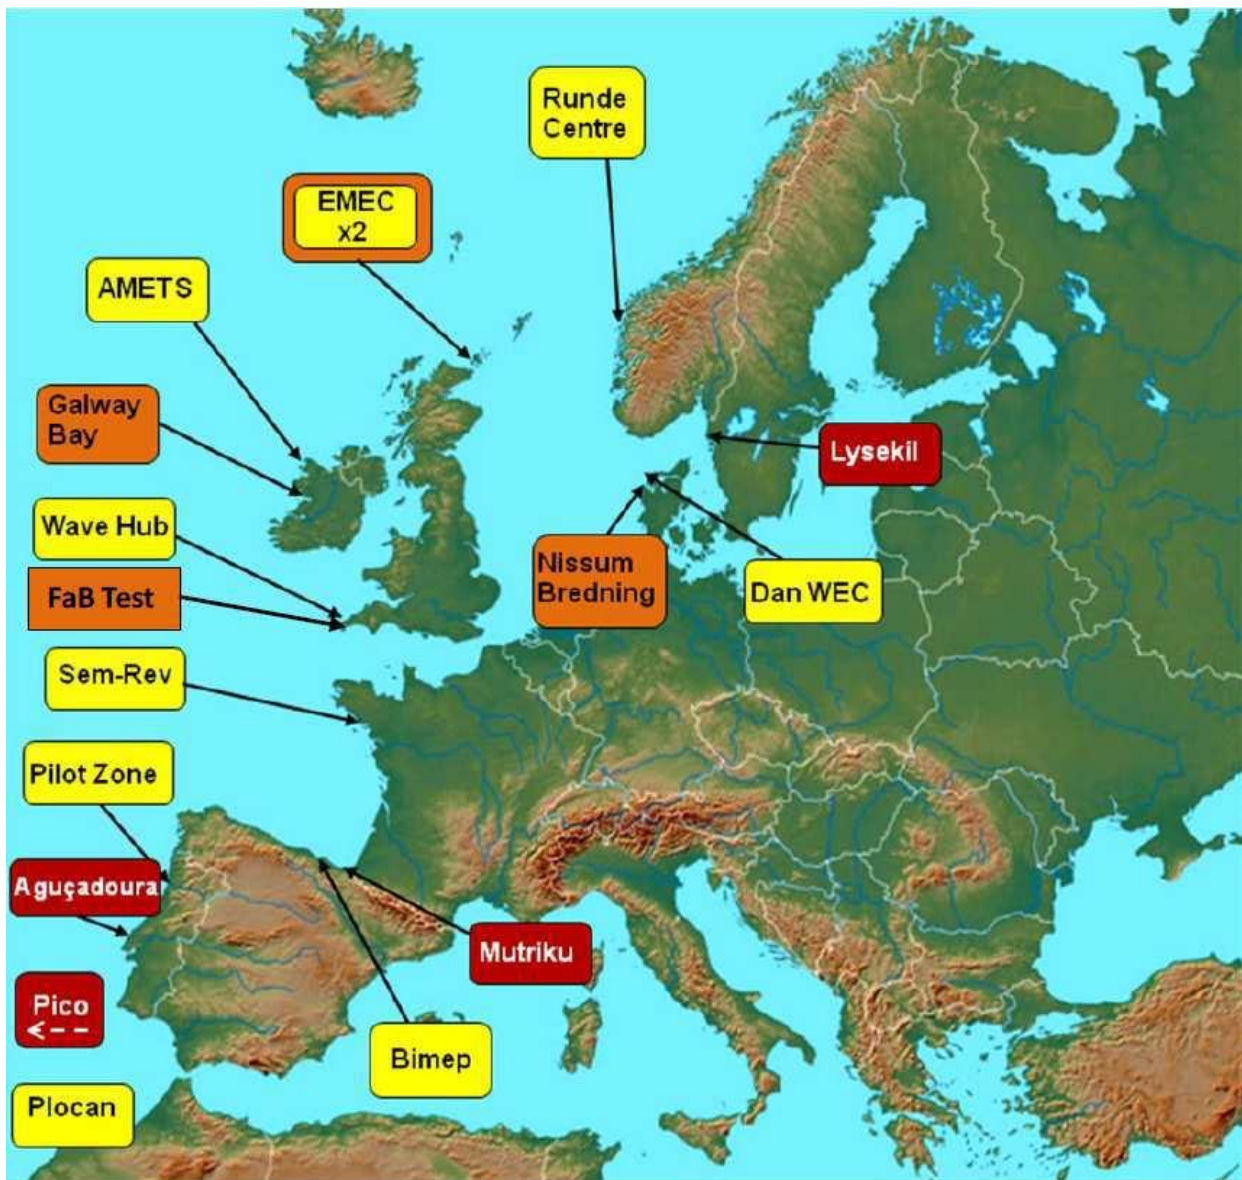 Runde
Centre
EMEC
x2
AMETS
Galway
Bay
Lysekil
Wave Hub
Nissum
Bredning
Dan WEC
FaB Test
Sem-Rev
Pilot Zone
Aguçadoura
Mutriku
Pico
Bimep
Plocan